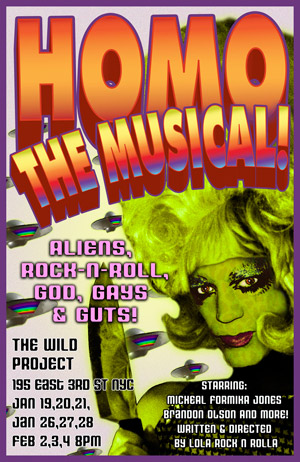 HOMO
THE MUSICAL!
ALIENS,
ROCK-N-ROLL,
GOD, GAYS
& GUTS!
THE WILD
PROJECT
195 EAST 3RD ST NYC
JAN 19,20,21,
JAN 26,27,28
FEB 2,3,4 8PM
STARRING:
MICHEAL FORMIKA JONES
BRANDON OLSON AND MORE!
WRITTEN & DIRECTED
BY LOLA ROCK N ROLLA